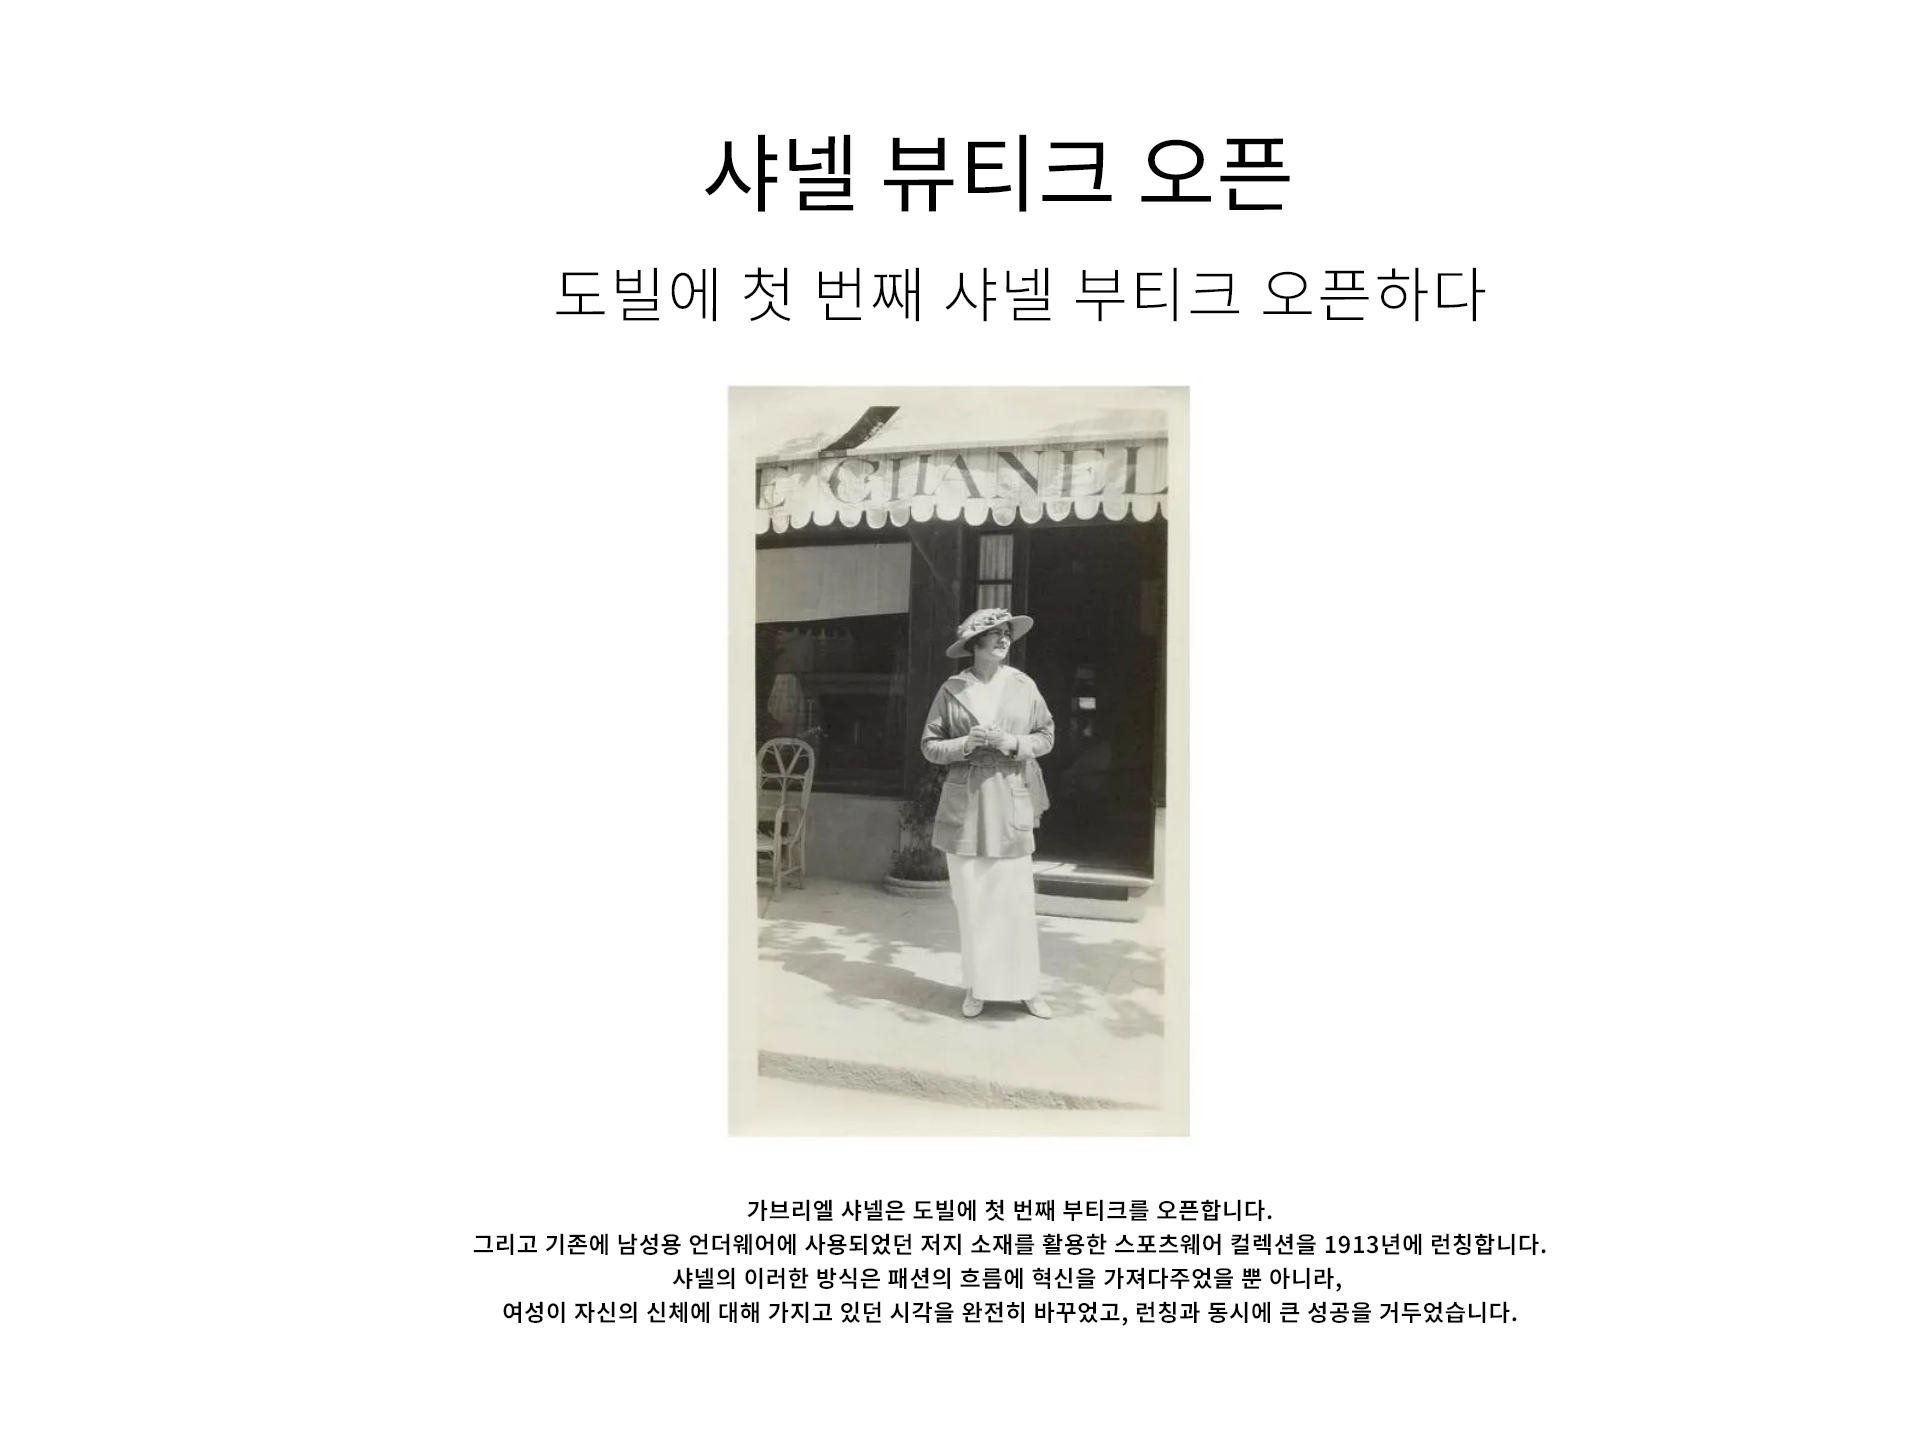 샤넬 뷰티크 오픈
도빌에 첫 번째 샤넬 부티크 오픈하다
E CHANEL
가브리엘 샤넬은 도빌에 첫 번째 부티크를 오픈합니다.
그리고 기존에 남성용 언더웨어에 사용되었던 저지 소재를 활용한 스포츠웨어 컬렉션을 1913년에 런칭합니다.
샤넬의 이러한 방식은 패션의 흐름에 혁신을 가져다주었을 뿐 아니라,
여성이 자신의 신체에 대해 가지고 있던 시각을 완전히 바꾸었고, 런칭과 동시에 큰 성공을 거두었습니다.